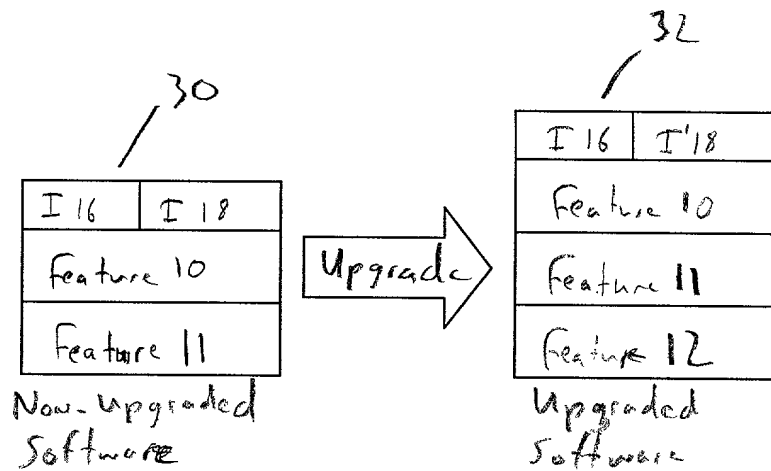 30
I 16 I 18
Feature 10
Feature 11
Non-Upgraded
Software
Upgrade
32
I 16 I'18
Feature 10
Feature 11
Feature 12
Upgraded
Software